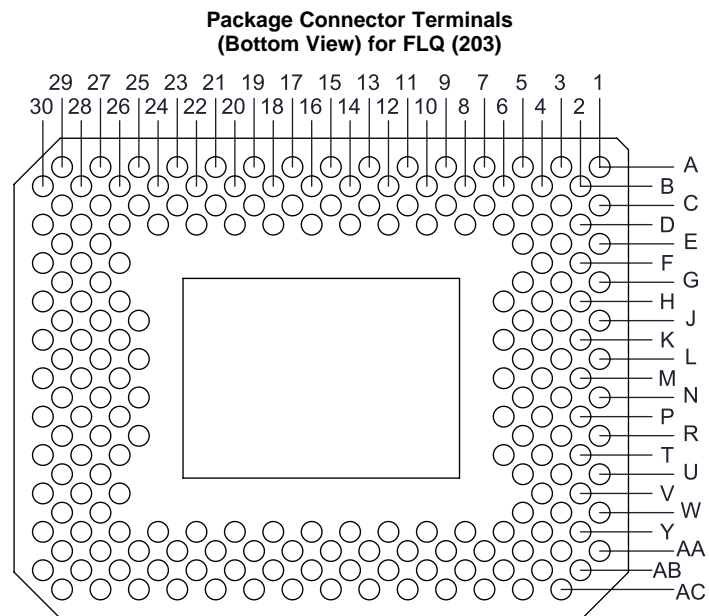 Package Connector Terminals
(Bottom View) for FLQ (203)
29 27 25 23 21 19 17 15 13 11 9 7 5 3 1
30 28 26 24 22 20 18 16 14 12 10 8 6 4 2
A
B
C
D
E
F
G
H
J
K
L
M
N
P
R
T
U
V
W
Y
AA
AB
AC